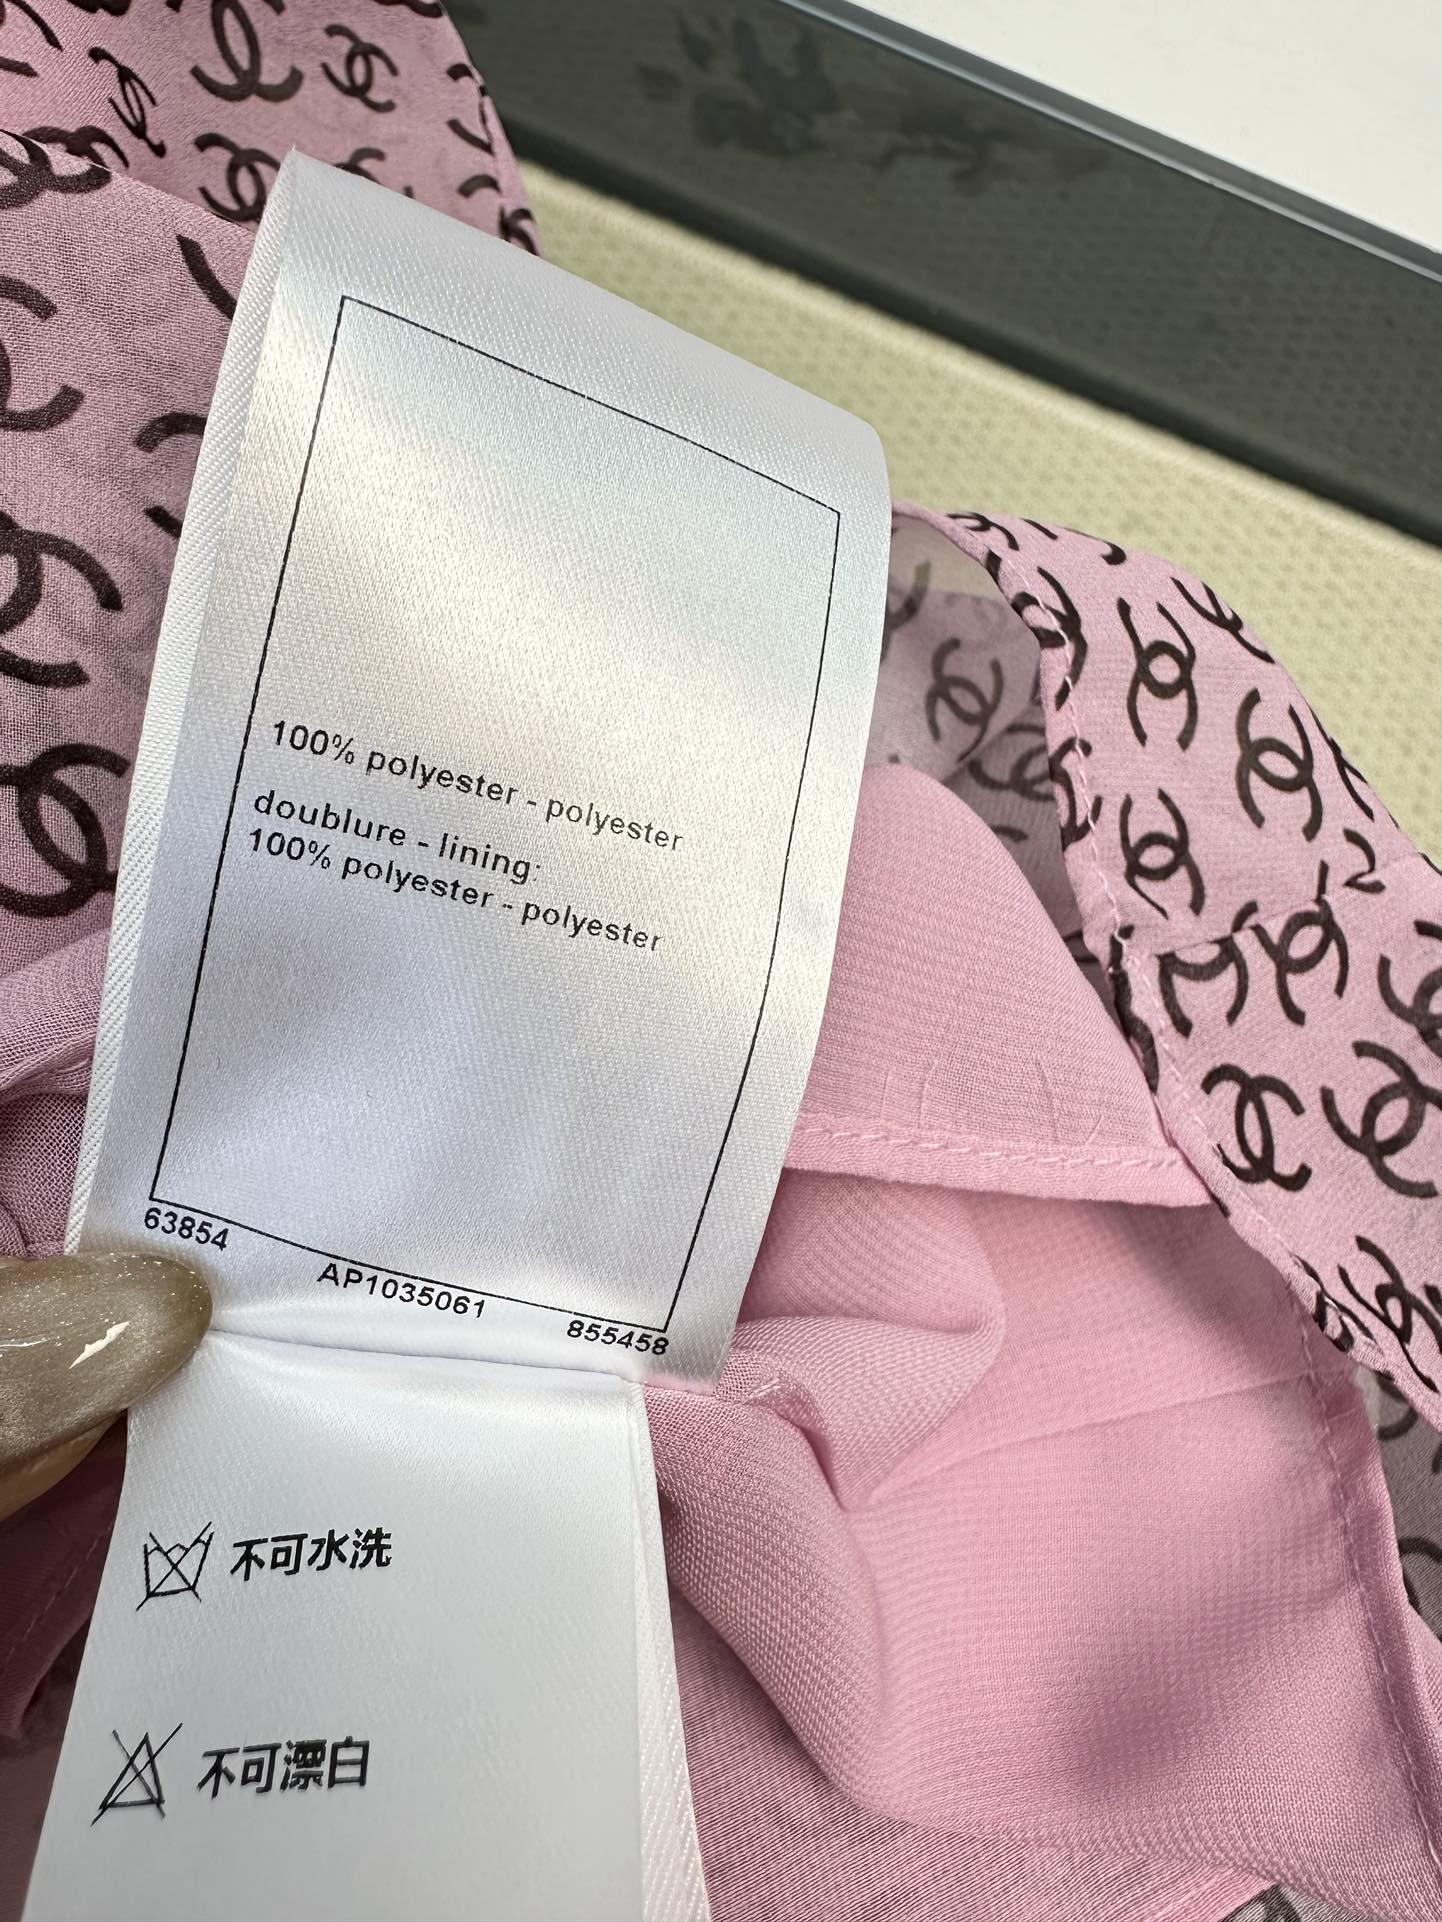 100% polyester - polyester
doublure - lining:
100% polyester - polyester
63854
AP1035061
855458
不可水洗
不可漂白